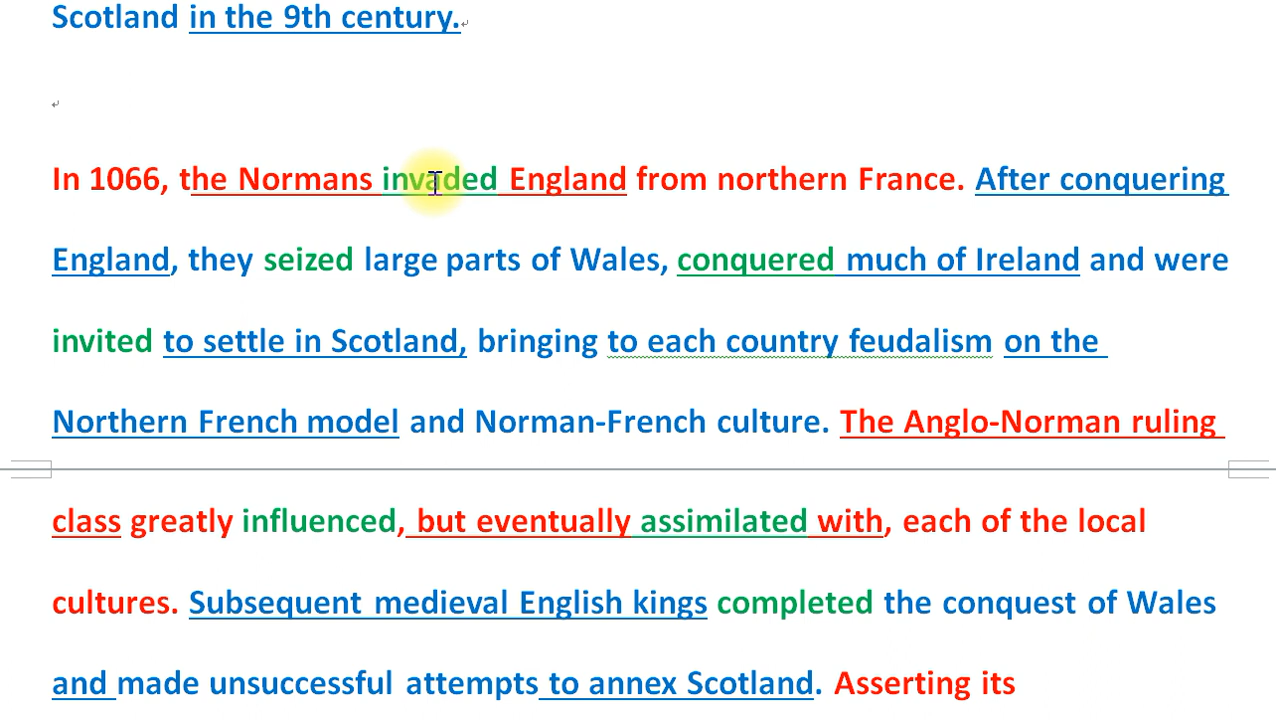 Scotland in the 9th century.
In 1066, the Normans invaded England from northern France. After conquering
England, they seized large parts of Wales, conquered much of Ireland and were
invited to settle in Scotland, bringing to each country feudalism on the
Northern French model and Norman-French culture. The Anglo-Norman ruling
class greatly influenced, but eventually assimilated with, each of the local
cultures. Subsequent medieval English kings completed the conquest of Wales
and made unsuccessful attempts to annex Scotland. Asserting its